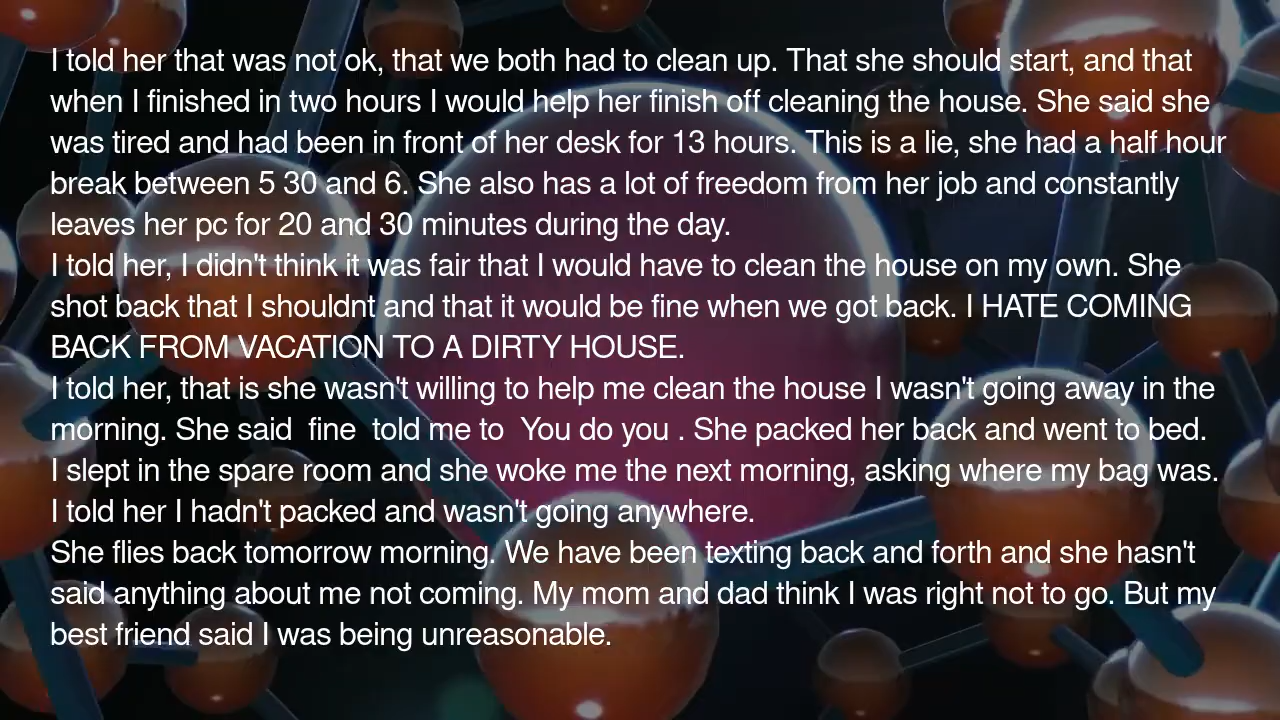 I told her that was not ok, that we both had to clean up. That she should start, and that
when I finished in two hours I would help her finish off cleaning the house. She said she
was tired and had been in front of her desk for 13 hours. This is a lie, she had a half hour
break between 5 30 and 6. She also has a lot of freedom from her job and constantly
leaves her pc for 20 and 30 minutes during the day.
I told her, I didn't think it was fair that I would have to clean the house on my own. She
shot back that I shouldnt and that it would be fine when we got back. I HATE COMING
BACK FROM VACATION TO A DIRTY HOUSE.
I told her, that is she wasn't willing to help me clean the house I wasn't going away in the
morning. She said  fine  told me to  You do you . She packed her back and went to bed.
I slept in the spare room and she woke me the next morning, asking where my bag was.
I told her I hadn't packed and wasn't going anywhere.
She flies back tomorrow morning. We have been texting back and forth and she hasn't
said anything about me not coming. My mom and dad think I was right not to go. But my
best friend said I was being unreasonable.